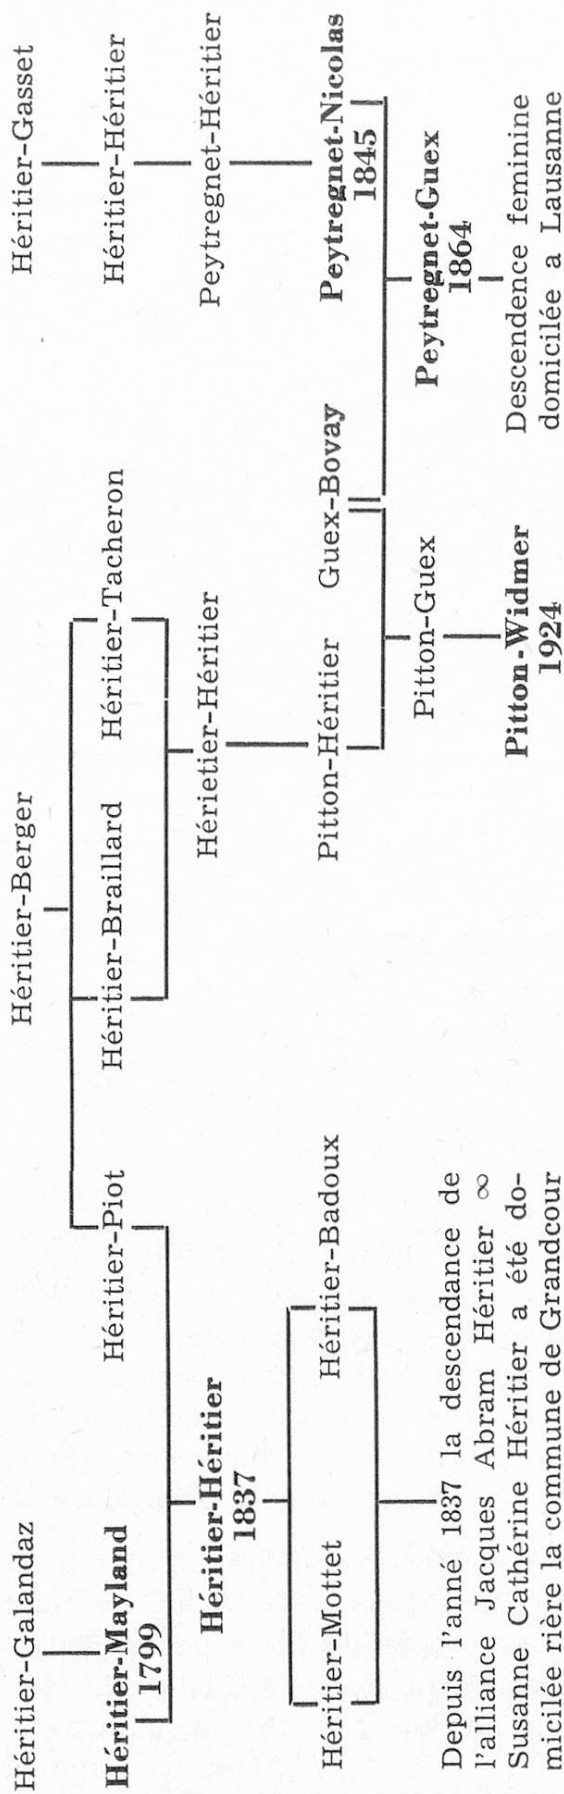 Héritier-Galandaz
Héritier-Berger
Héritier-Gasset
Héritier-Mayland
1799
Héritier-Piot
Héritier-Braillard
Héritier-Tacheron
Héritier-Héritier
Héritier-Héritier
1837
Hérietier-Héritier
Peytregnet-Héritier
Héritier-Mottet
Héritier-Badoux
Pitton-Héritier
Guex-Bovay
Peytregnet-Nicolas
1845
Pitton-Guex
Peytregnet-Guex
1864
Depuis l'anné 1837 la descendance de
l'alliance Jacques Abram Héritier ∞
Susanne Cathérine Héritier a été do-
micilée rière la commune de Grandcour
Pitton-Widmer
1924
Descendence feminine
domicilée a Lausanne